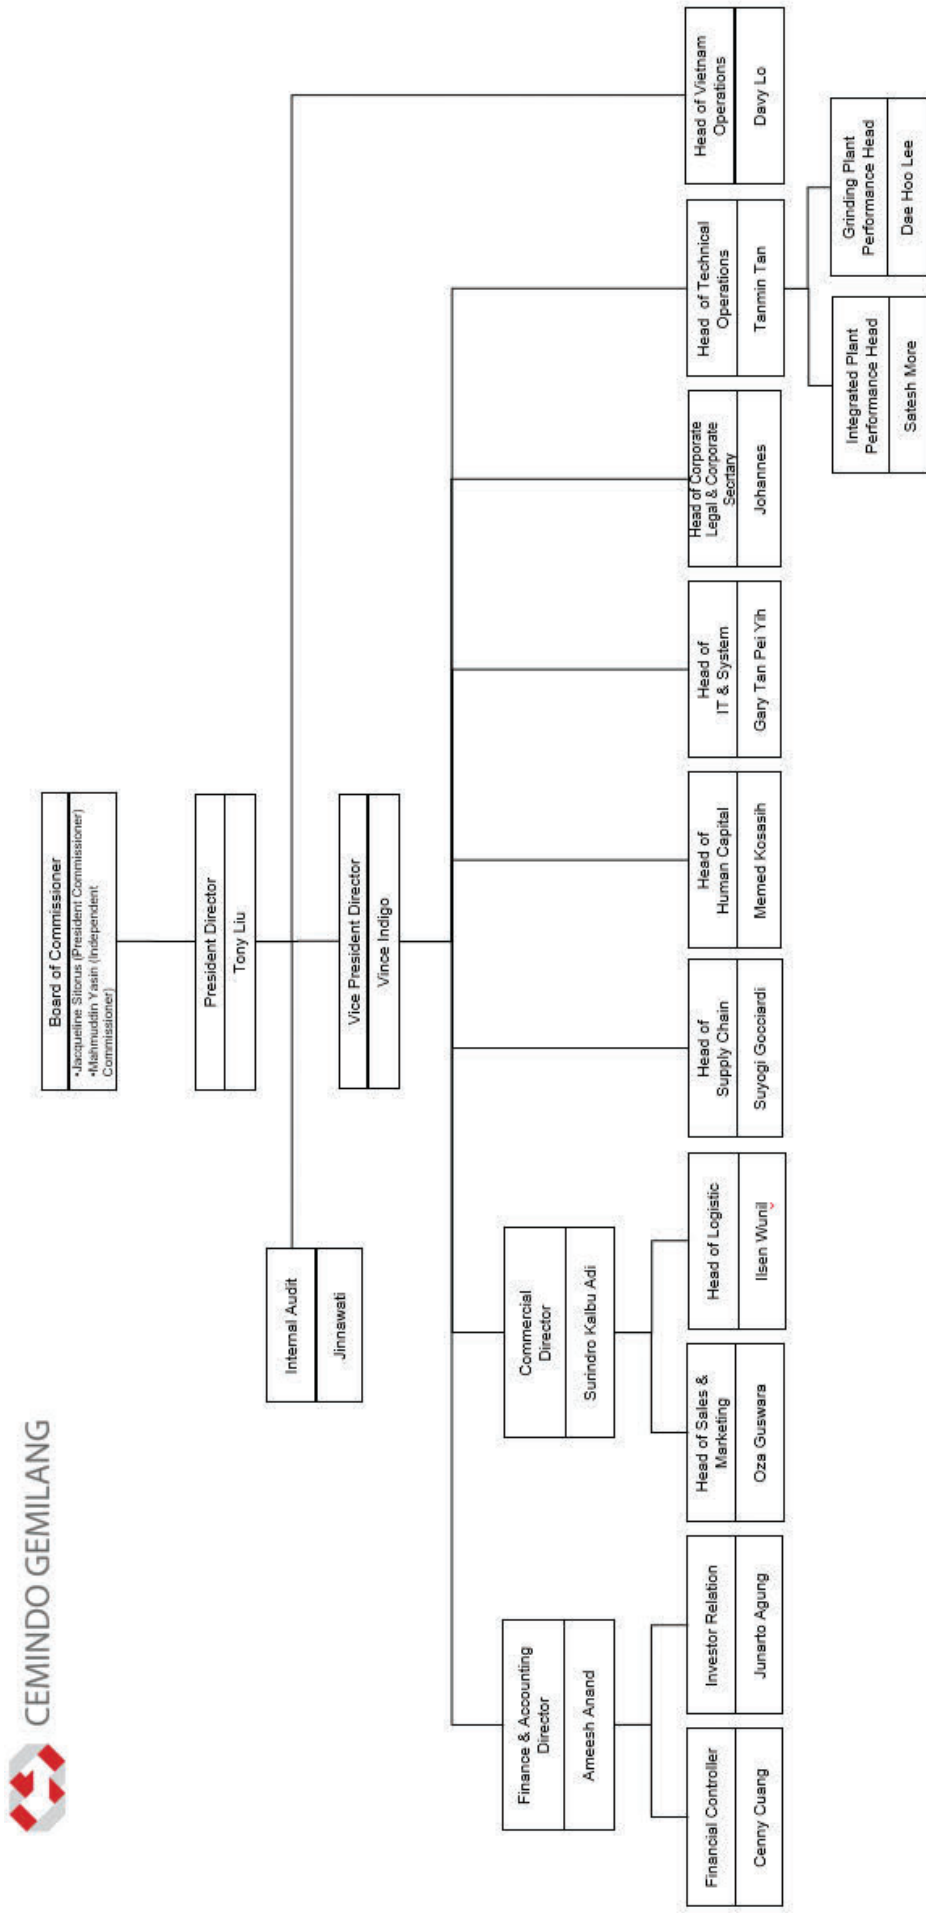 CEMINDO GEMILANG
Board of Commissioner
•Jacqueline Sitorus (President Commissioner)
•Mahmuddin Yasin (Independent
Commissioner)
President Director
Tony Liu
Internal Audit
Jinnawati
Vice President Director
Vince Indigo
Finance & Accounting
Director
Ameesh Anand
Commercial
Director
Surindro Kalbu Adi
Financial Controller
Cenny Cuang
Investor Relation
Junarto Agung
Head of Sales &
Marketing
Oza Guswara
Head of Logistic
Ilsen Wunil
Head of
Supply Chain
Suyogi Gocciardi
Head of
Human Capital
Memed Kosasih
Head of
IT & System
Gary Tan Pei Yih
Head of Corporate
Legal & Corporate
Secrtary
Johannes
Head of Technical
Operations
Tanmin Tan
Head of Vietnam
Operations
Davy Lo
Integrated Plant
Performance Head
Satesh More
Grinding Plant
Performance Head
Dae Hoo Lee